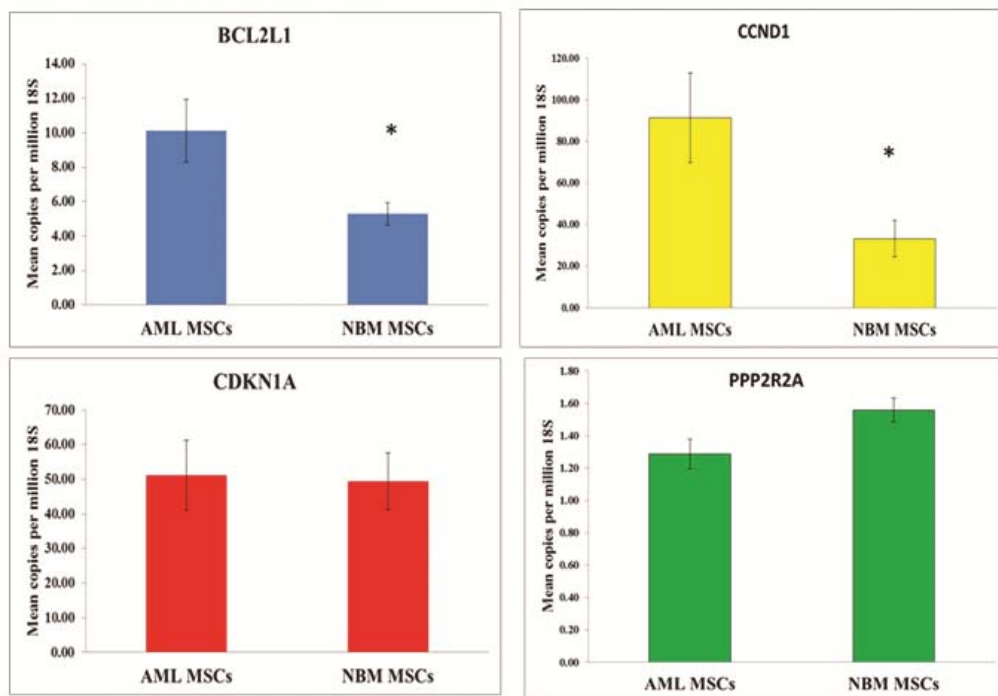 BCL2L1
Mean copies per million 18S
14.00
12.00
10.00
8.00
6.00
4.00
2.00
0.00
*
AML MSCs NBM MSCs
CCND1
Mean copies per million 18S
120.00
100.00
80.00
60.00
40.00
20.00
0.00
*
AML MSCs NBM MSCs
CDKN1A
Mean copies per million 18S
70.00
60.00
50.00
40.00
30.00
20.00
10.00
0.00
AML MSCs NBM MSCs
PPP2R2A
Mean copies per million 18S
1.80
1.60
1.40
1.20
1.00
0.80
0.60
0.40
0.20
0.00
AML MSCs NBM MSCs